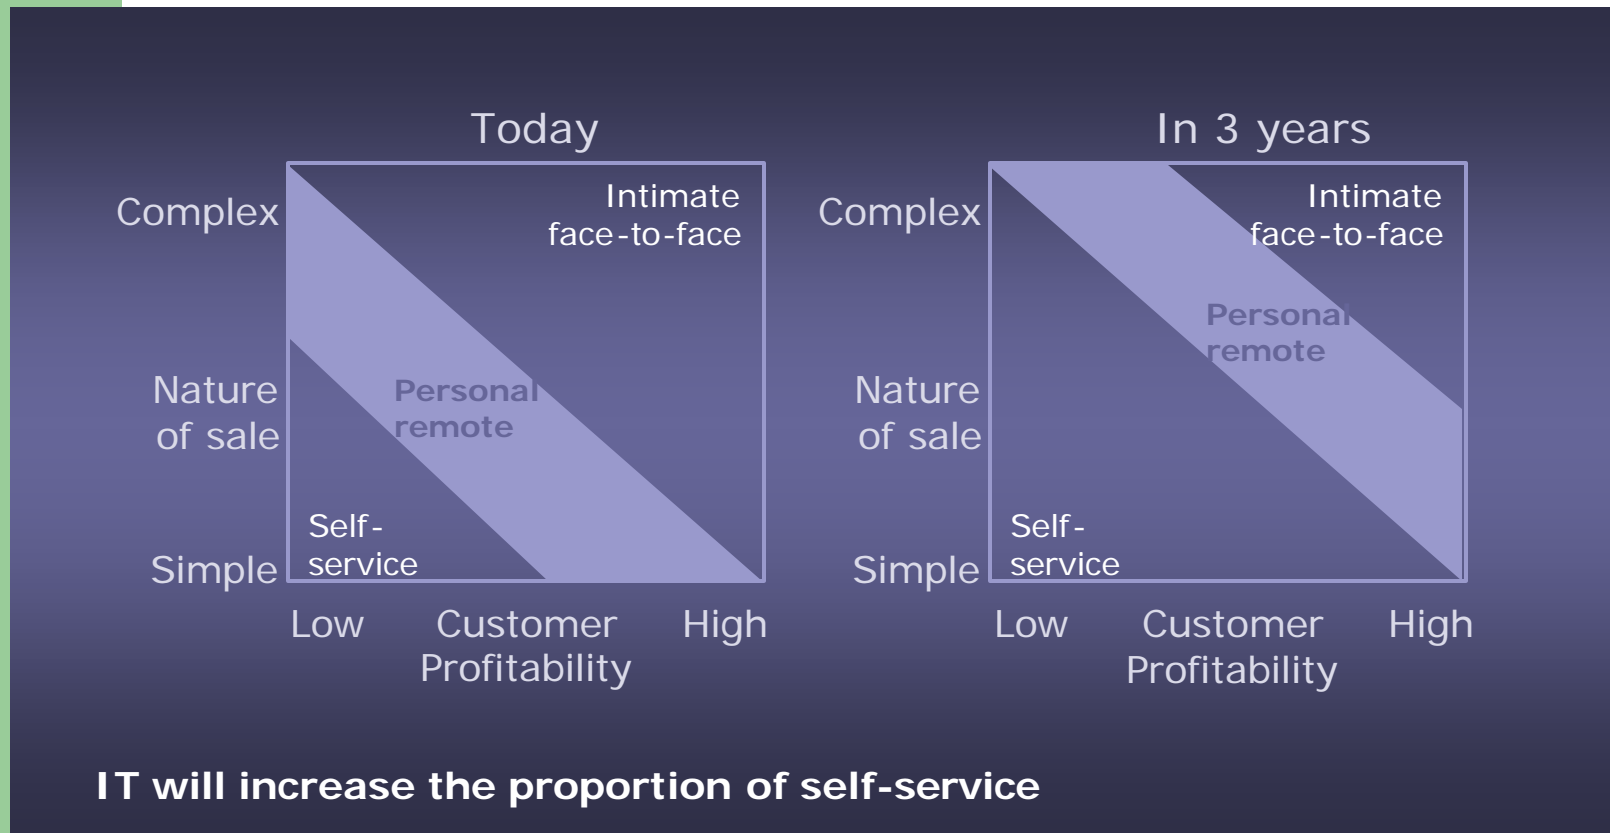 Today
Complex
Intimate
face-to-face
Nature
of sale
Personal
remote
Self-
service
Simple
Low
Customer
Profitability
High
In 3 years
Complex
Intimate
face-to-face
Personal
remote
Nature
of sale
Self-
service
Simple
Low
Customer
Profitability
High
IT will increase the proportion of self-service